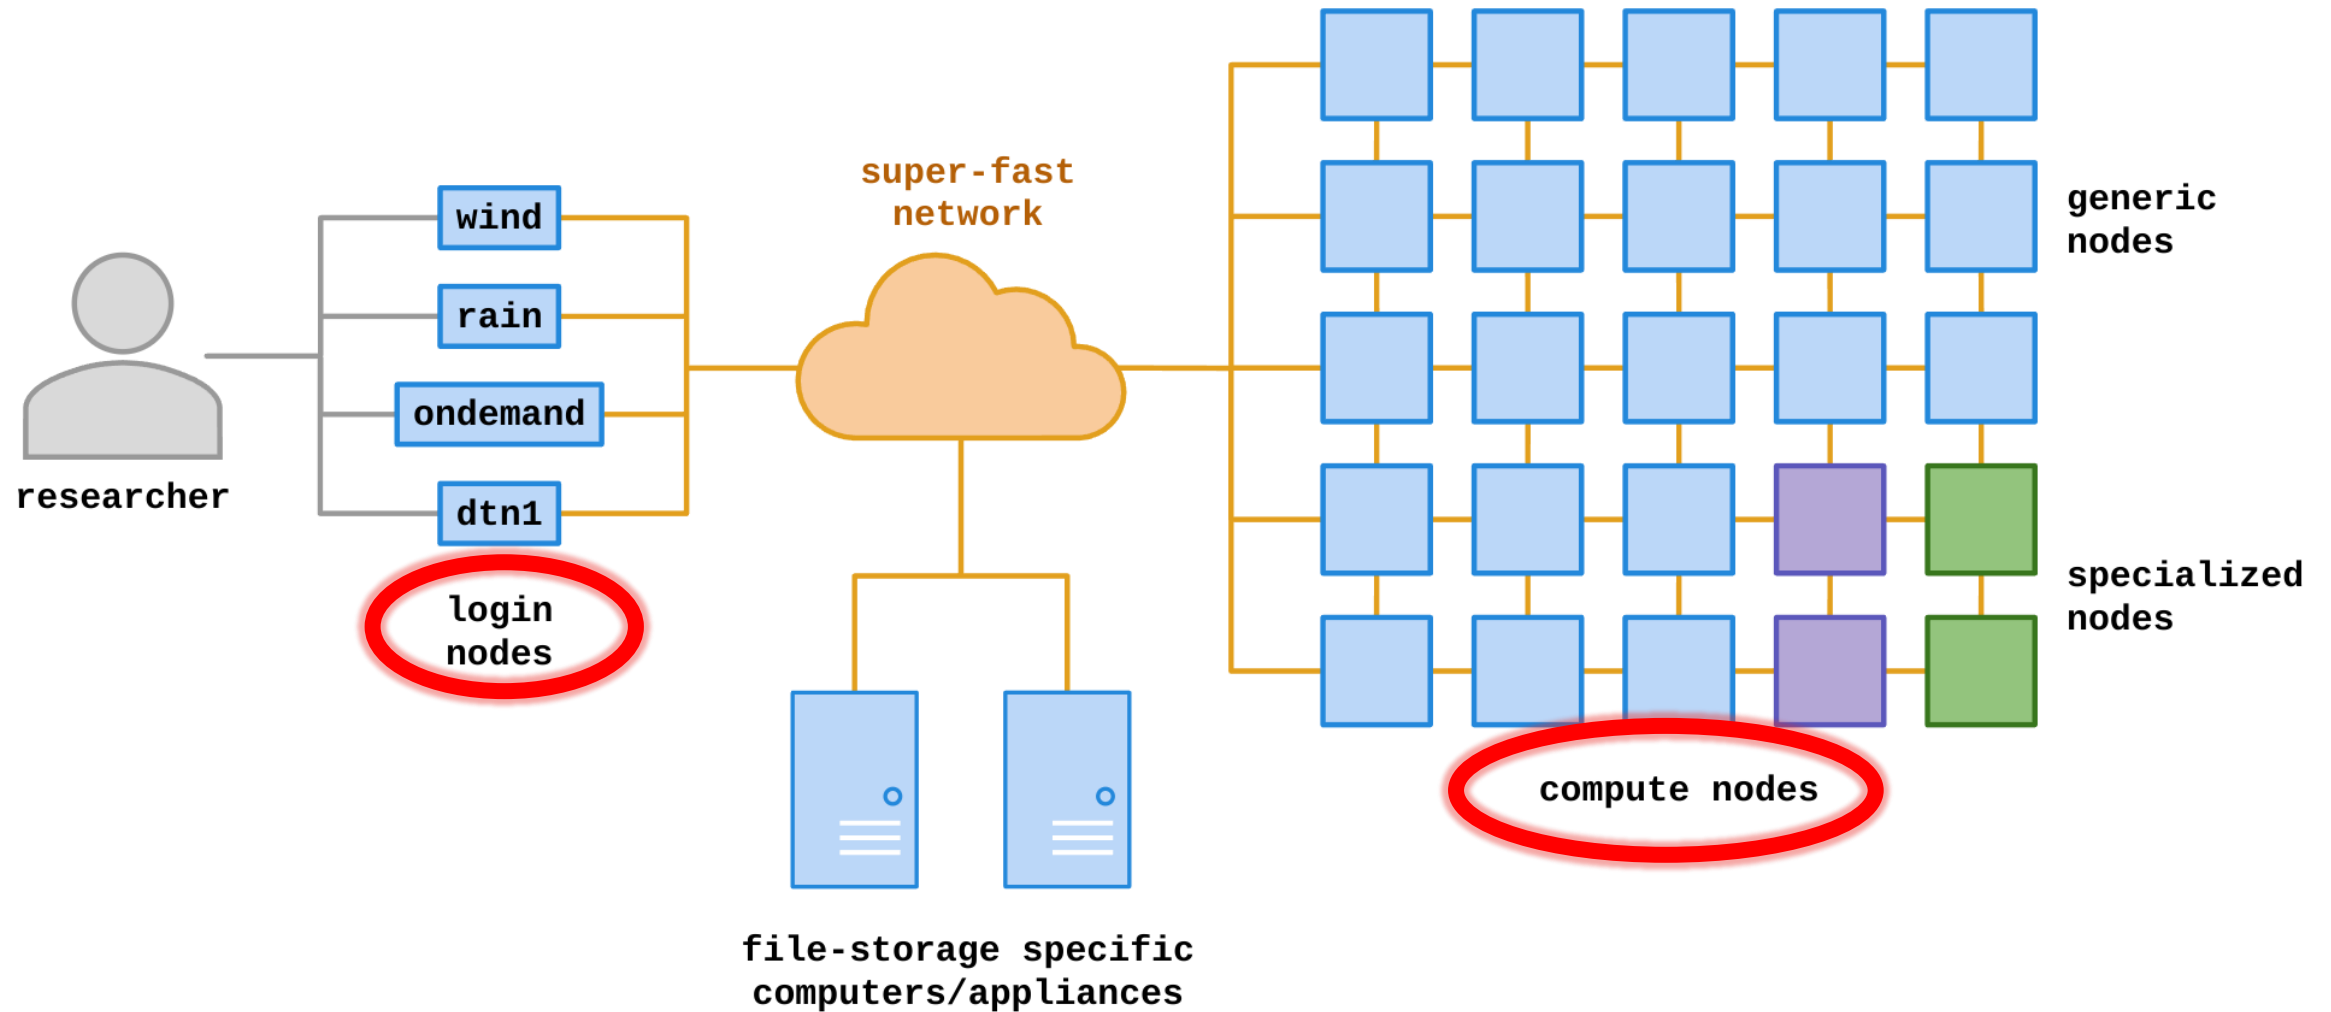 researcher
wind
rain
ondemand
dtn1
login
nodes
super-fast
network
file-storage specific
computers/appliances
generic
nodes
specialized
nodes
compute nodes